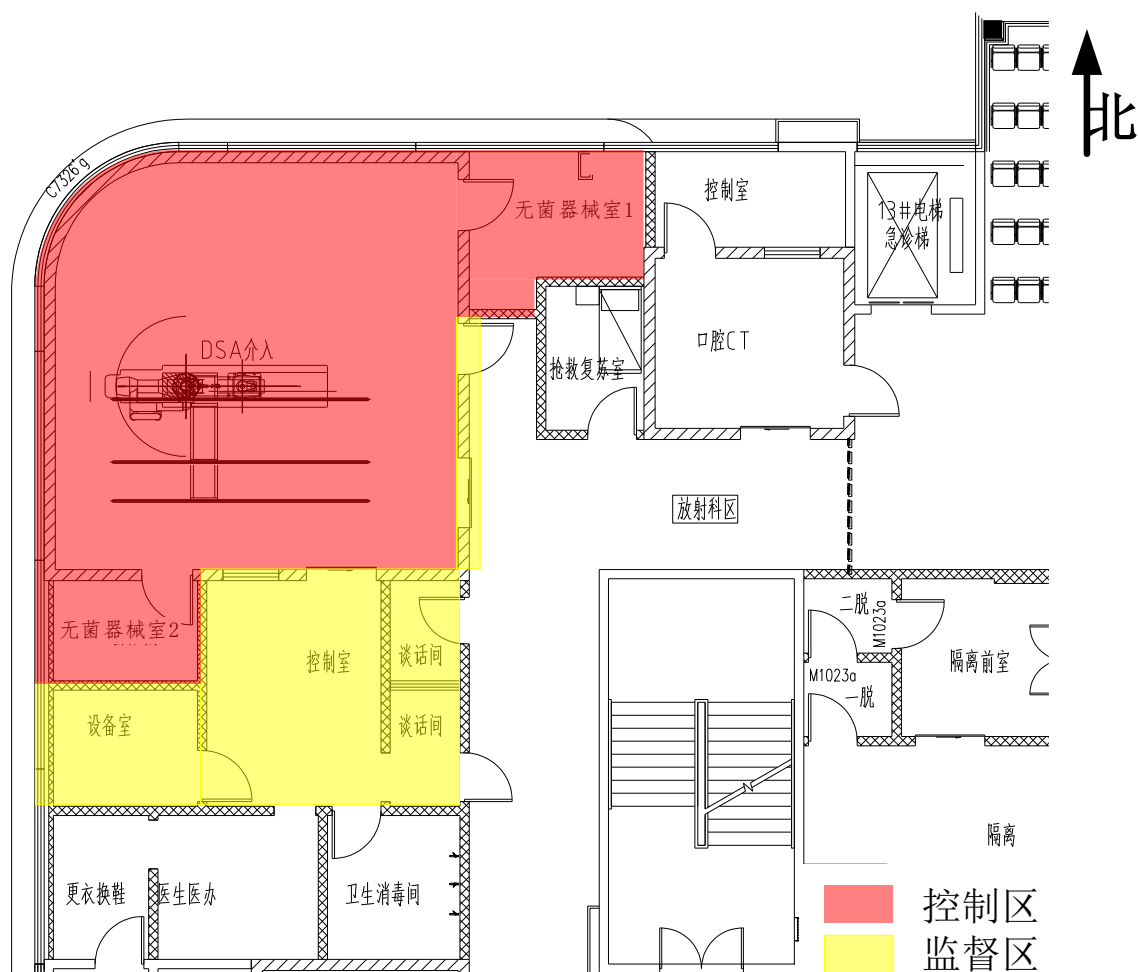 北
C7326'g
控制室
无菌器械室1
13#电梯
急诊梯
DSA介入
口腔CT
抢救复苏室
放射科区
二脱
M1023a
无菌器械室2
控制室
谈话间
隔离前室
M1023a
一脱
设备室
谈话间
隔离
更衣换鞋
医生医办
卫生消毒间
控制区
监督区